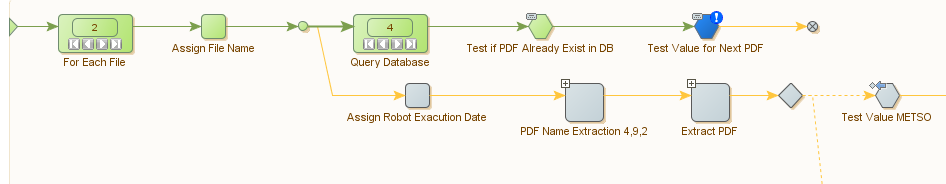 2
4
For Each File
Assign File Name
Query Database
Test if PDF Already Exist in DB
Test Value for Next PDF
Assign Robot Exacution Date
PDF Name Extraction 4,9,2
Extract PDF
Test Value METSO